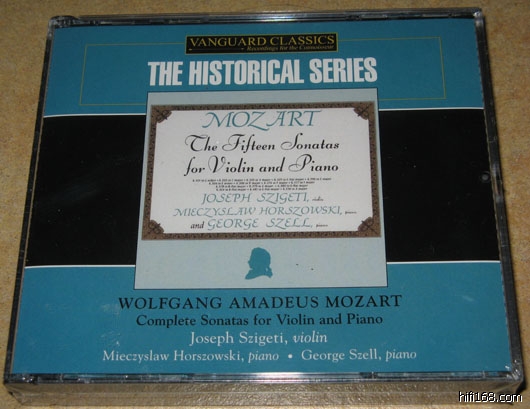 VANGUARD CLASSICS
Recordings for the Connoisseur
THE HISTORICAL SERIES
MOZART
The Fifteen Sonatas
for Violin and Piano
JOSEPH SZIGETI, violin
MIECZYSLAW HORSZOWSKI, piano
and GEORGE SZELL, piano
WOLFGANG AMADEUS MOZART
Complete Sonatas for Violin and Piano
Joseph Szigeti, violin
Mieczyslaw Horszowski, piano • George Szell, piano
hifi168.com